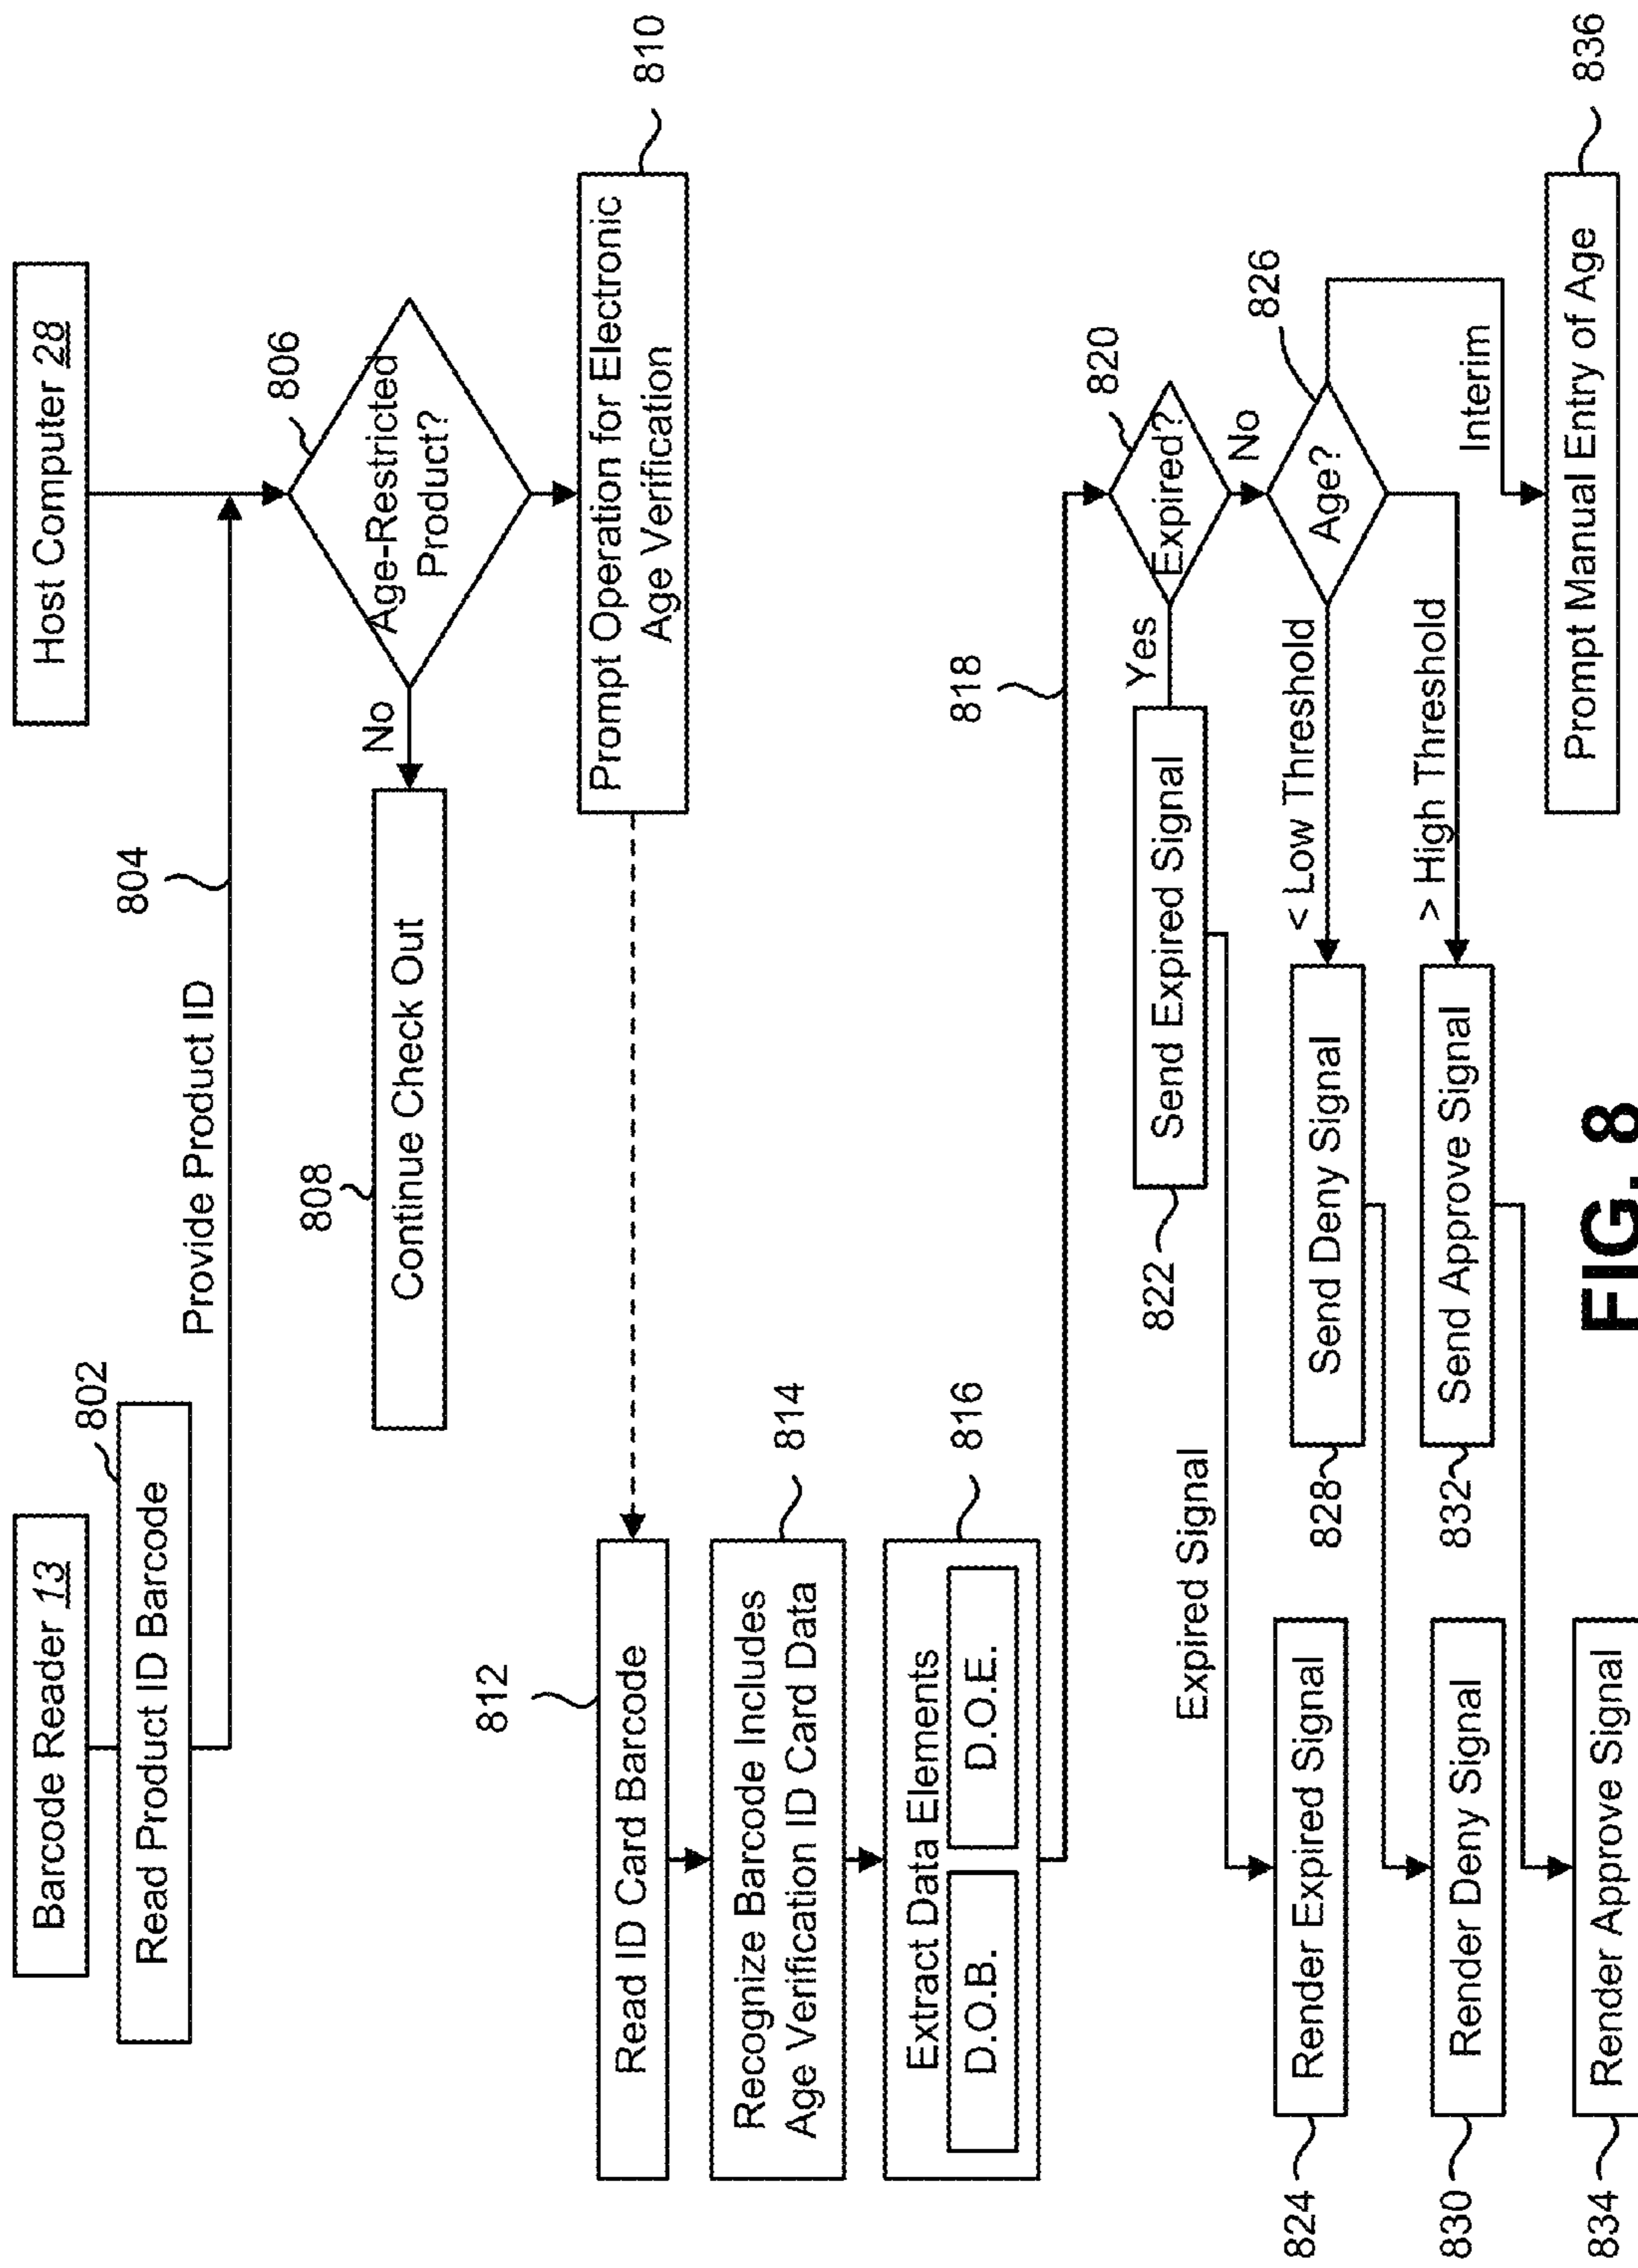 Barcode Reader 13
Host Computer 28
802
Read Product ID Barcode
804
Provide Product ID
806
Age-Restricted
Product?
No
808
Continue Check Out
810
Prompt Operation for Electronic
Age Verification
812
Read ID Card Barcode
814
Recognize Barcode Includes
Age Verification ID Card Data
816
Extract Data Elements
D.O.B.
D.O.E.
818
820
Expired?
Yes
No
822
Send Expired Signal
Expired Signal
824
Render Expired Signal
826
Age?
< Low Threshold
828
Send Deny Signal
830
Render Deny Signal
> High Threshold
832
Send Approve Signal
834
Render Approve Signal
Interim
836
Prompt Manual Entry of Age
FIG. 8